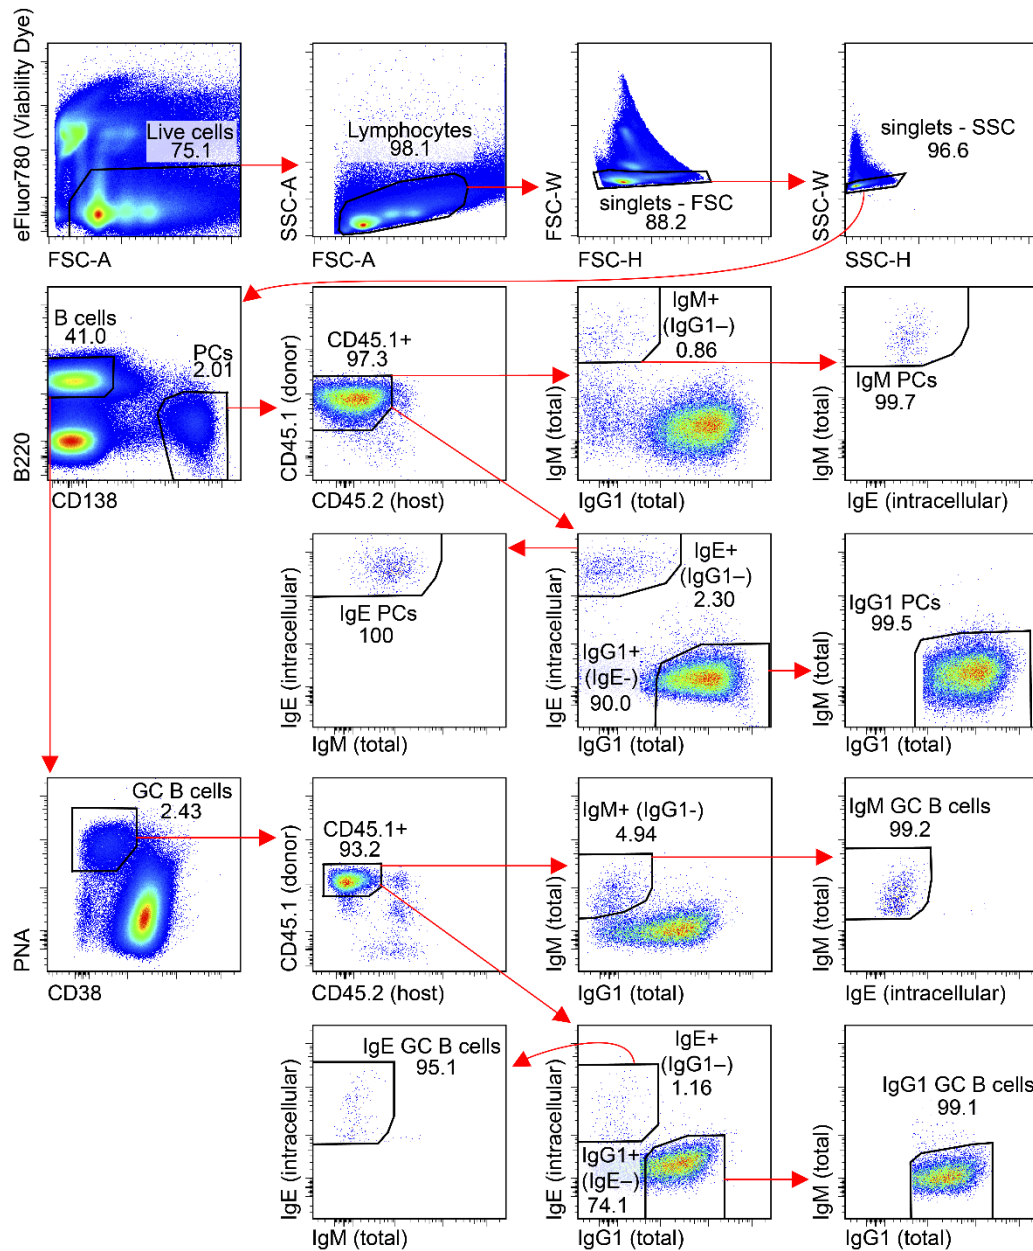 eFluor780 (Viability Dye)
Live cells
75.1
FSC-A
SSC-A
Lymphocytes
98.1
FSC-A
FSC-W
singlets - FSC
88.2
FSC-H
SSC-W
singlets - SSC
96.6
SSC-H
B220
B cells
41.0
PCs
2.01
CD138
CD45.1 (donor)
CD45.1+
97.3
CD45.2 (host)
IgM (total)
IgM+
(IgG1–)
0.86
IgG1 (total)
IgM (total)
IgM PCs
99.7
IgE (intracellular)
IgE (intracellular)
IgE PCs
100
IgM (total)
IgE (intracellular)
IgE+
(IgG1–)
2.30
IgG1+
(IgE-)
90.0
IgG1 (total)
IgM (total)
IgG1 PCs
99.5
IgG1 (total)
PNA
GC B cells
2.43
CD38
CD45.1 (donor)
CD45.1+
93.2
CD45.2 (host)
IgM (total)
IgM+ (IgG1-)
4.94
IgG1 (total)
IgM (total)
IgM GC B cells
99.2
IgE (intracellular)
IgE (intracellular)
IgE GC B cells
95.1
IgM (total)
IgE (intracellular)
IgE+
(IgG1–)
1.16
IgG1+
(IgE–)
74.1
IgG1 (total)
IgM (total)
IgG1 GC B cells
99.1
IgG1 (total)